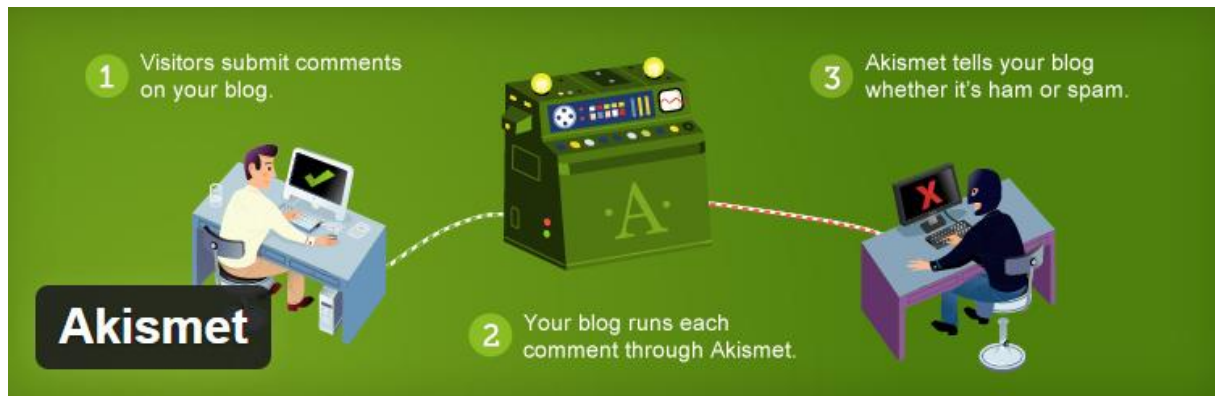 1 Visitors submit comments
on your blog.
·A·
2 Your blog runs each
comment through Akismet.
3 Akismet tells your blog
whether it's ham or spam.
Akismet